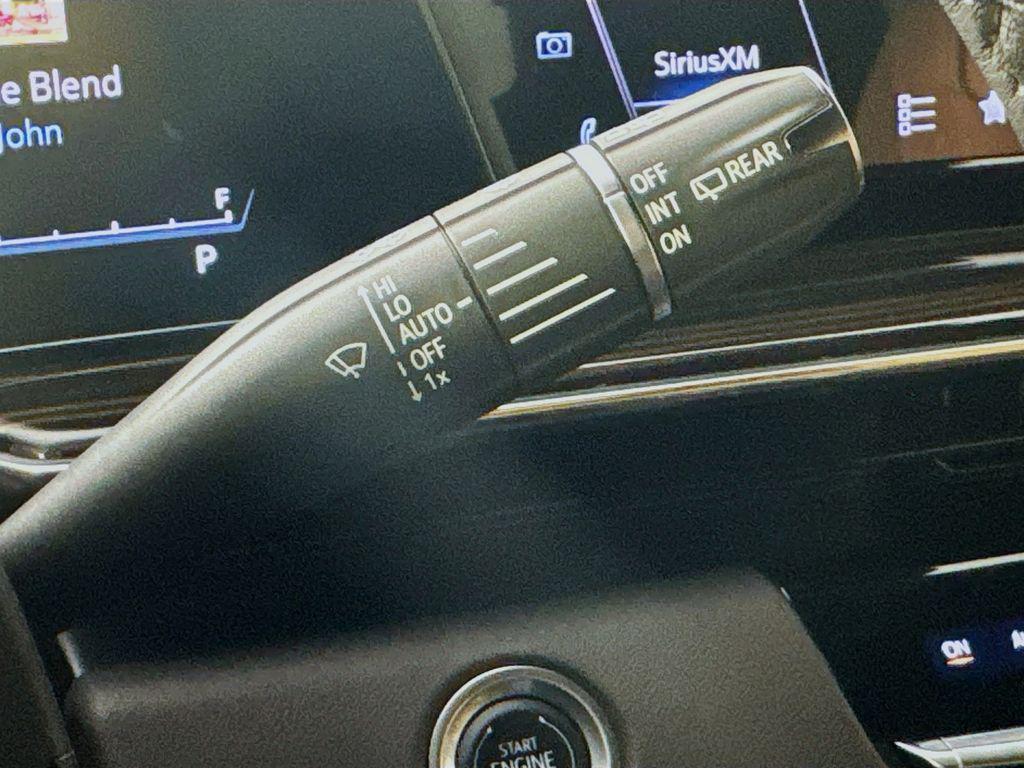 e Blend
John
F
P
SiriusXM
OFF
INT
ON
REAR
HI
LO
AUTO
OFF
1x
ON
START
ENGINE